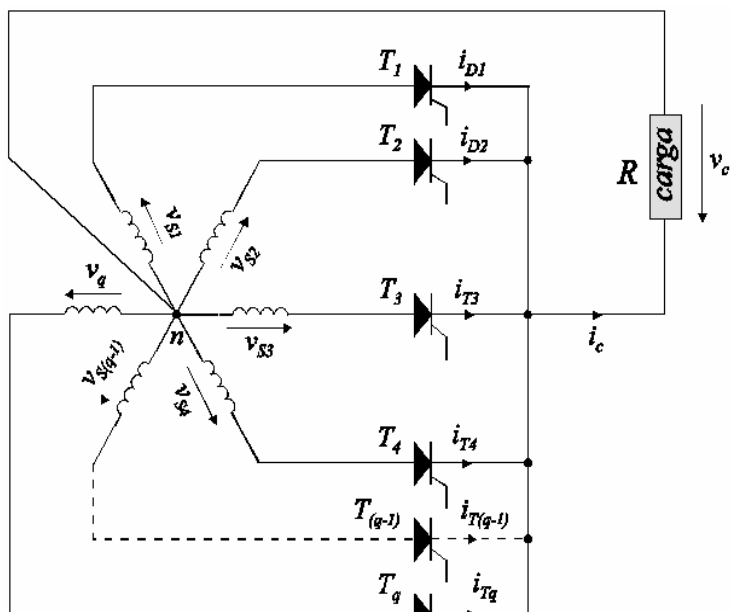 T1 iD1
T2 iD2
vS1
vS2
R carga vc
vq
T3 iT3
n
vS3
ic
vS(q-1)
vS4
T4 iT4
T(q-1) iT(q-1)
Tq iTq